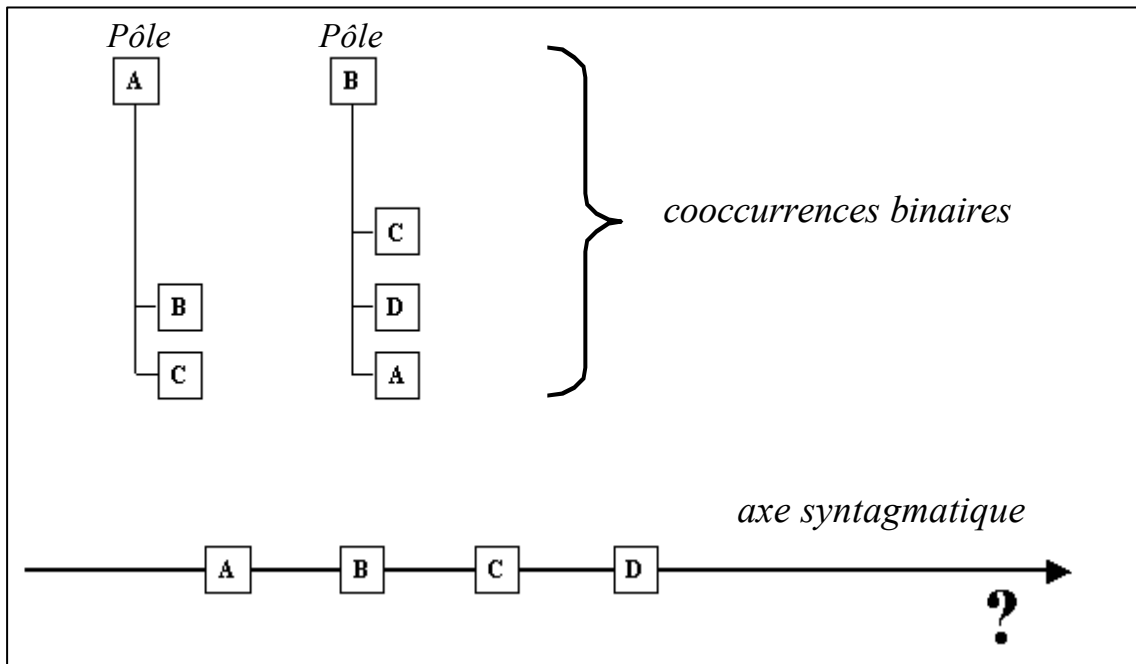 Pôle Pôle
A B
C
cooccurrences binaires
B D
C A
axe syntagmatique
A B C D
?